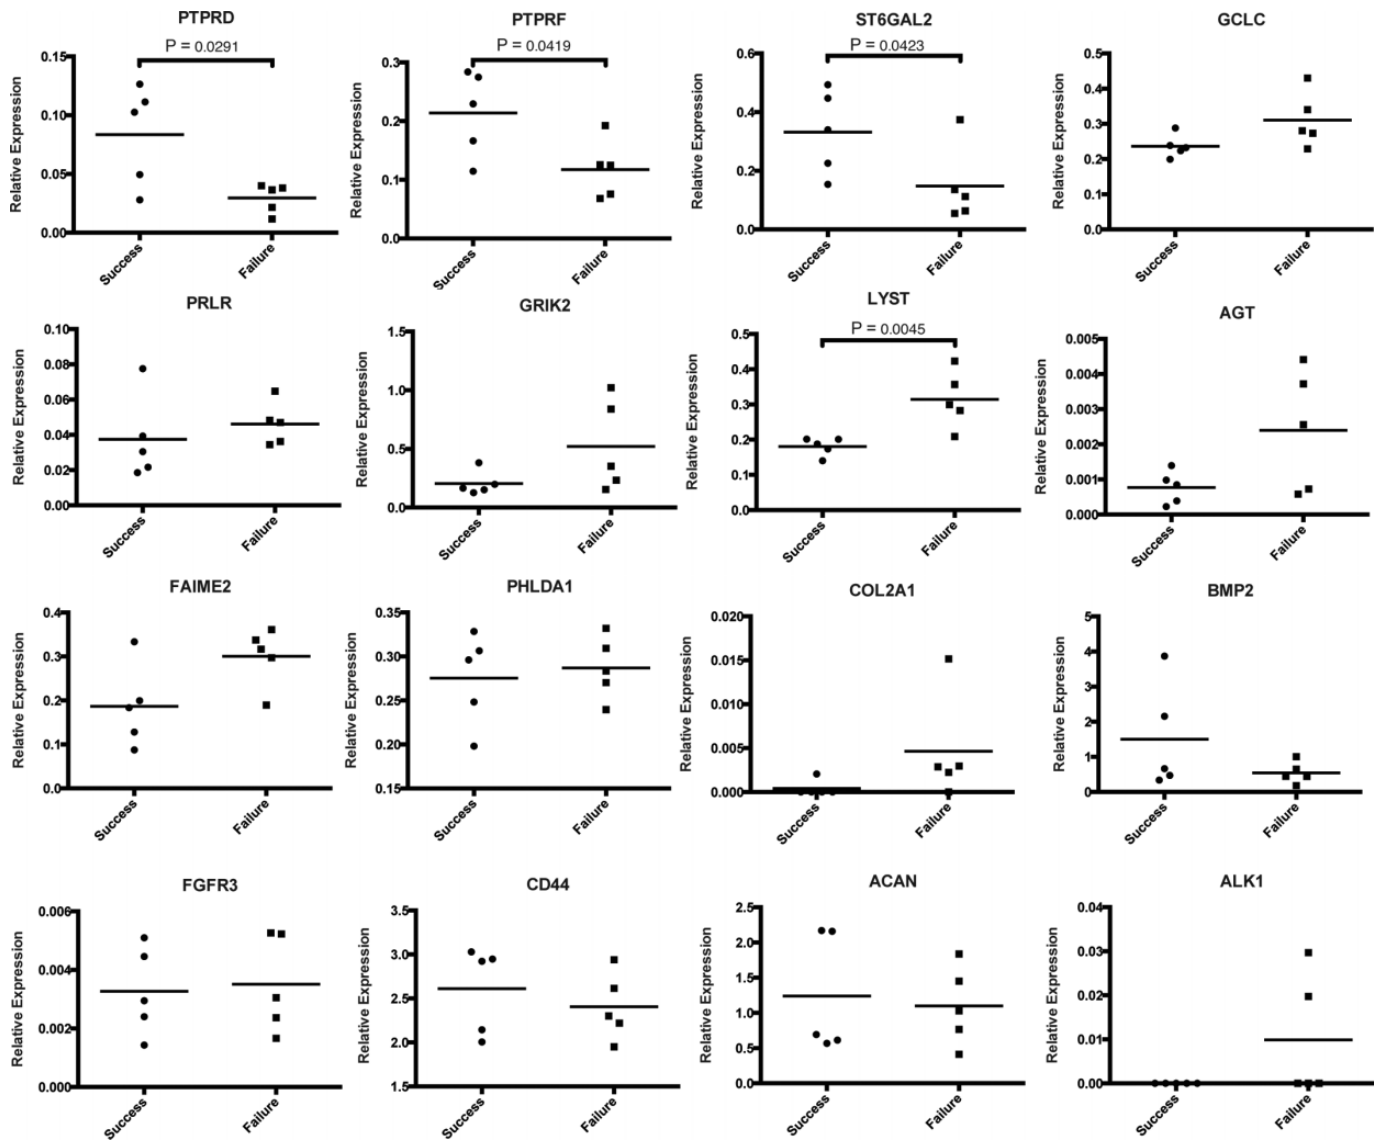 PTPRD
P = 0.0291
Relative Expression
0.15
0.10
0.05
0.00
Success
Failure
PTPRF
P = 0.0419
Relative Expression
0.3
0.2
0.1
0.0
Success
Failure
ST6GAL2
P = 0.0423
Relative Expression
0.6
0.4
0.2
0.0
Success
Failure
GCLC
Relative Expression
0.5
0.4
0.3
0.2
0.1
0.0
Success
Failure
PRLR
Relative Expression
0.10
0.08
0.06
0.04
0.02
0.00
Success
Failure
GRIK2
Relative Expression
1.5
1.0
0.5
0.0
Success
Failure
LYST
P = 0.0045
Relative Expression
0.5
0.4
0.3
0.2
0.1
0.0
Success
Failure
AGT
Relative Expression
0.005
0.004
0.003
0.002
0.001
0.000
Success
Failure
FAIME2
Relative Expression
0.4
0.3
0.2
0.1
0.0
Success
Failure
PHLDA1
Relative Expression
0.35
0.30
0.25
0.20
0.15
Success
Failure
COL2A1
Relative Expression
0.020
0.015
0.010
0.005
0.000
Success
Failure
BMP2
Relative Expression
5
4
3
2
1
0
Success
Failure
FGFR3
Relative Expression
0.006
0.004
0.002
0.000
Success
Failure
CD44
Relative Expression
3.5
3.0
2.5
2.0
1.5
Success
Failure
ACAN
Relative Expression
2.5
2.0
1.5
1.0
0.5
0.0
Success
Failure
ALK1
Relative Expression
0.04
0.03
0.02
0.01
0.00
Success
Failure